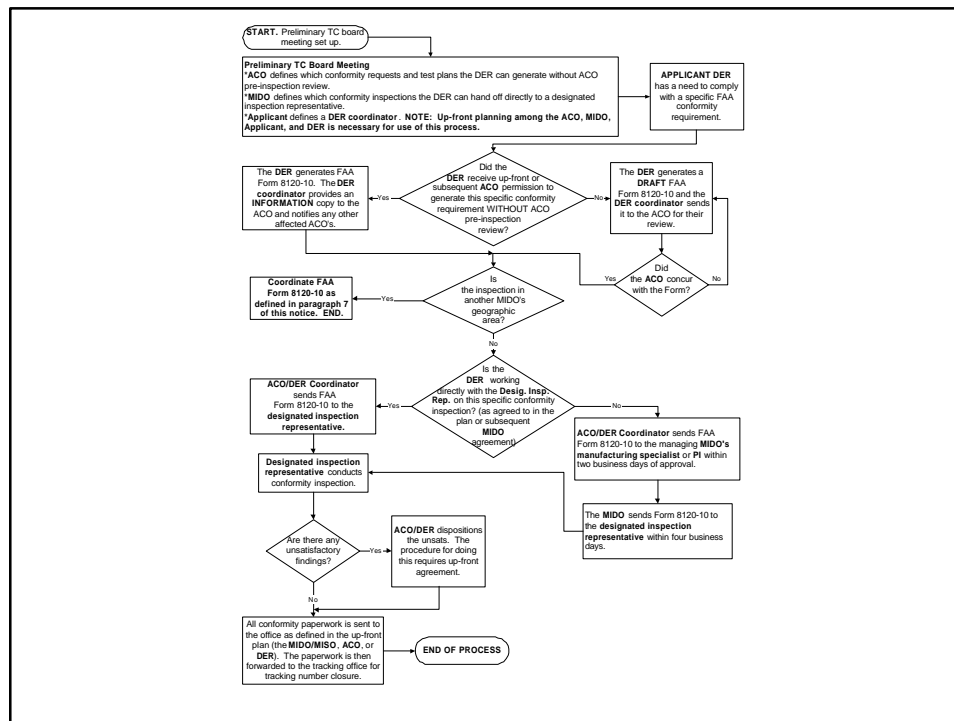 START. Preliminary TC board
meeting set up.
Preliminary TC Board Meeting
*ACO defines which conformity requests and test plans the DER can generate without ACO
pre-inspection review.
*MIDO defines which conformity inspections the DER can hand off directly to a designated
inspection representative.
*Applicant defines a DER coordinator. NOTE: Up-front planning among the ACO, MIDO,
Applicant, and DER is necessary for use of this process.
APPLICANT DER
has a need to comply
with a specific FAA
conformity
requirement.
Did the
DER receive up-front
or subsequent ACO permission to
generate this specific conformity
requirement WITHOUT ACO
pre-inspection
review?
Yes
No
The DER generates FAA
Form 8120-10. The DER
coordinator provides an
INFORMATION copy to the
ACO and notifies any other
affected ACO's.
The DER generates a
DRAFT FAA
Form 8120-10 and the
DER coordinator sends
it to the ACO for their
review.
Did
the ACO concur
with the Form?
Yes
No
Is
the inspection in
another MIDO's
geographic
area?
Yes
No
Coordinate FAA
Form 8120-10 as
defined in paragraph 7
of this notice. END.
Is the
DER working
directly with the Desig. Insp.
Rep. on this specific conformity
inspection? (as agreed to in the
plan or subsequent
MIDO
agreement)
Yes
No
ACO/DER Coordinator
sends FAA
Form 8120-10 to the
designated inspection
representative.
ACO/DER Coordinator sends FAA
Form 8120-10 to the managing MIDO's
manufacturing specialist or PI within
two business days of approval.
Designated inspection
representative conducts
conformity inspection.
The MIDO sends Form 8120-10 to
the designated inspection
representative within four business
days.
Are there any
unsatisfactory
findings?
Yes
No
ACO/DER dispositions
the unsats. The
procedure for doing
this requires up-front
agreement.
All conformity paperwork is sent to
the office as defined in the up-front
plan (the MIDO/MISO, ACO, or
DER). The paperwork is then
forwarded to the tracking office for
tracking number closure.
END OF PROCESS